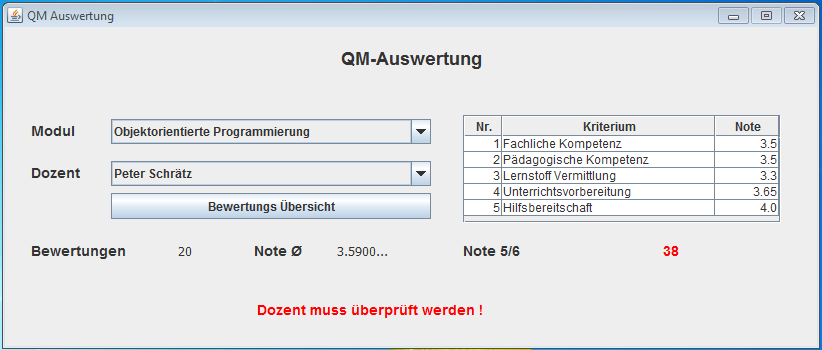 QM Auswertung
QM-Auswertung
Modul Objektorientierte Programmierung
Dozent Peter Schrätz
Bewertungs Übersicht
Nr. Kriterium Note
1 Fachliche Kompetenz 3.5
2 Pädagogische Kompetenz 3.5
3 Lernstoff Vermittlung 3.3
4 Unterrichtsvorbereitung 3.65
5 Hilfsbereitschaft 4.0
Bewertungen 20 Note Ø 3.5900... Note 5/6 38
Dozent muss überprüft werden !